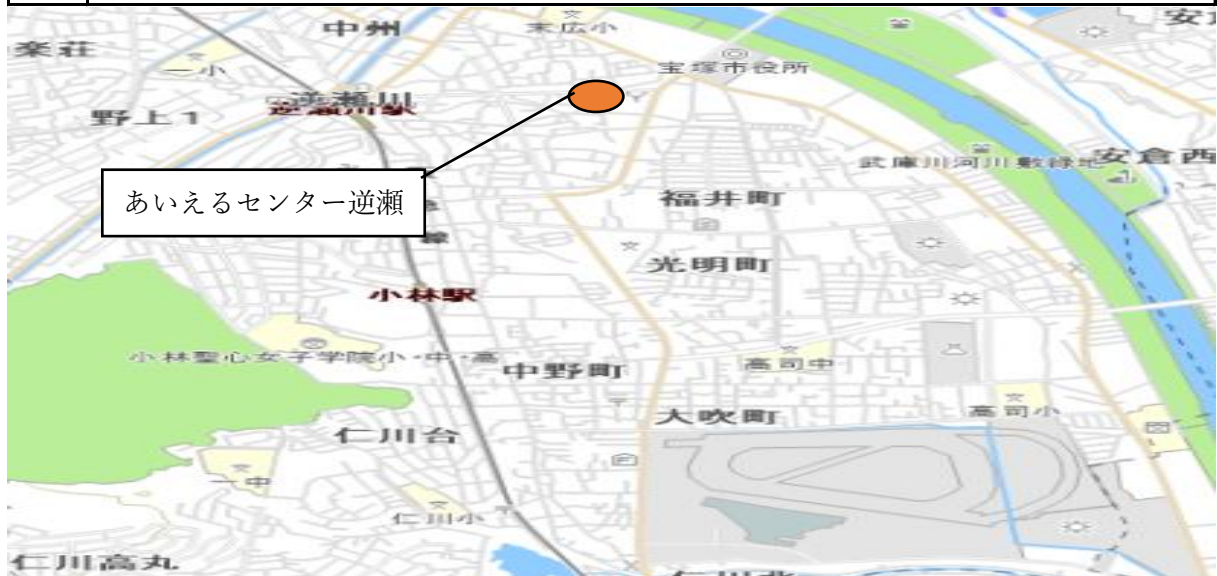 中州
末広小
楽荘
一小
宝塚市役所
逆瀬川
逆瀬川駅
野上1
武庫川河川敷緑地
安倉西
あいえるセンター逆瀬
福井町
光明町
小林駅
小林聖心女子学院小・中・高
中野町
高司中
大吹町
高司小
仁川台
一中
仁川小
仁川高丸
仁川北